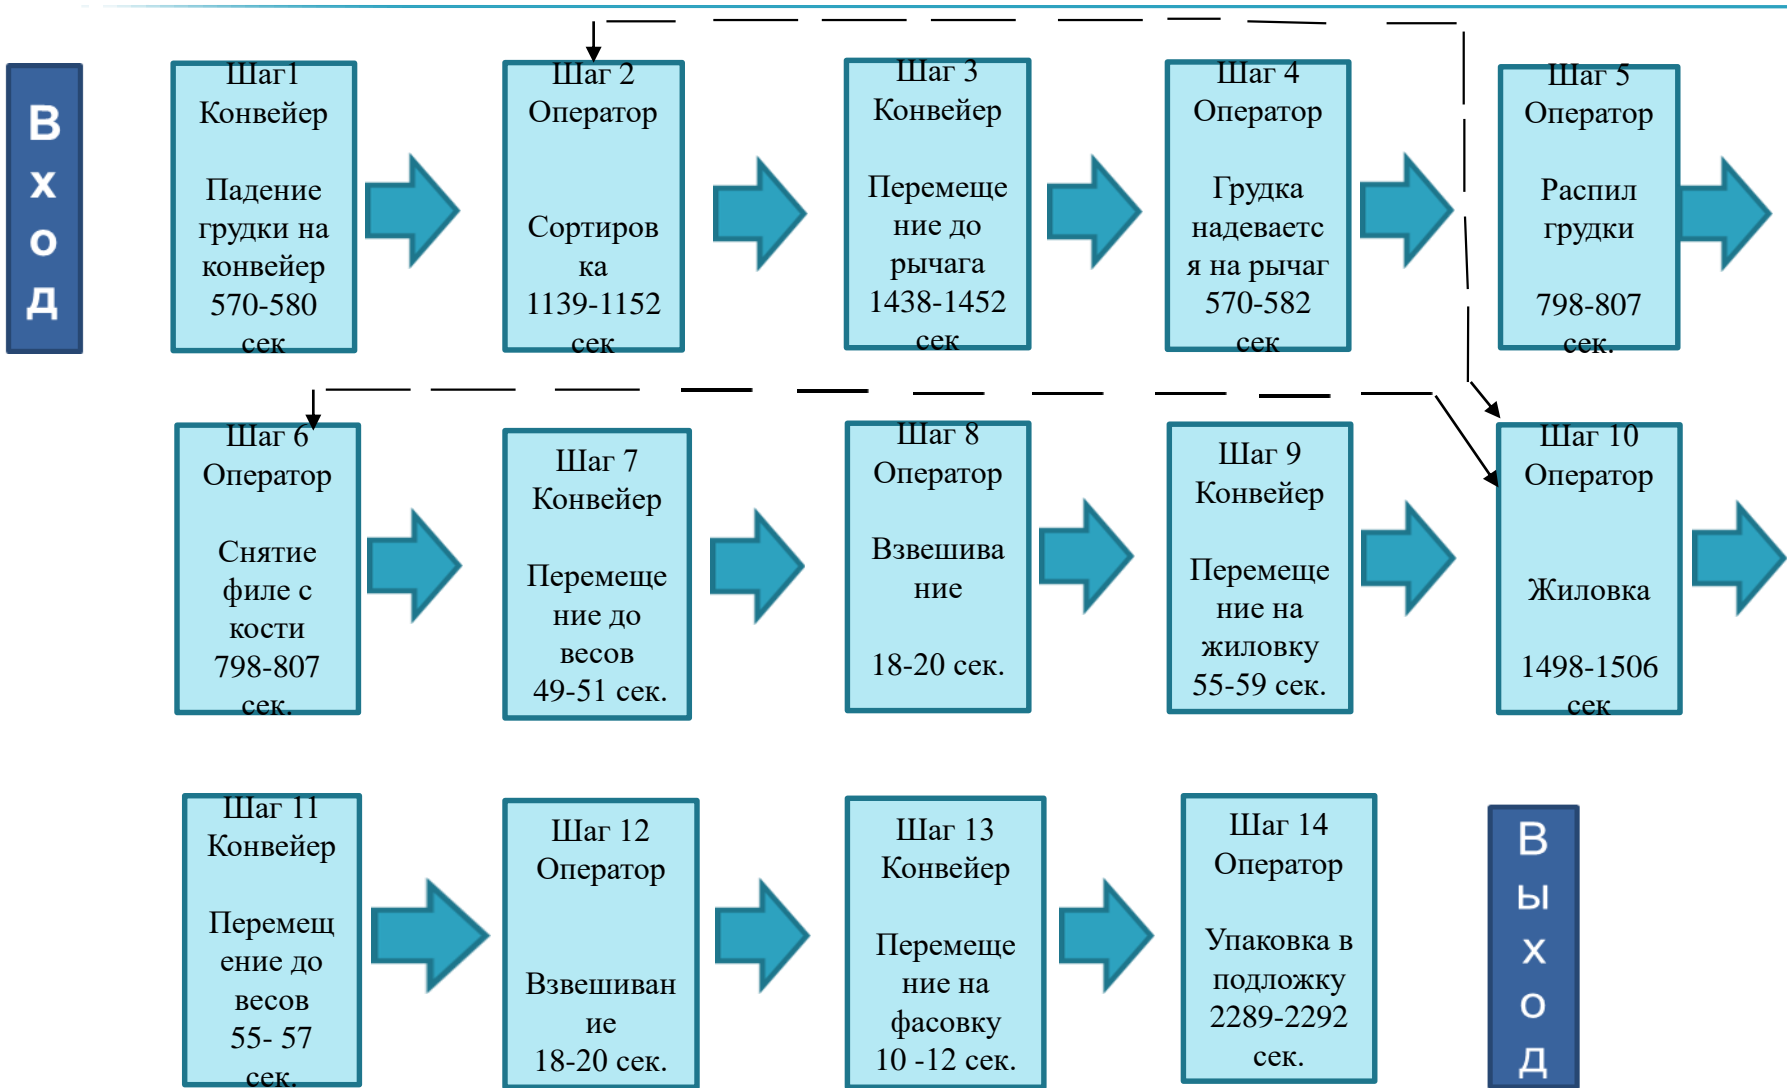 В
х
о
д
Шаг1
Конвейер
Падение
грудки на
конвейер
570-580
сек
Шаг 2
Оператор
Сортиров
ка
1139-1152
сек
Шаг 3
Конвейер
Перемеще
ние до
рычага
1438-1452
сек
Шаг 4
Оператор
Грудка
надеваетс
я на рычаг
570-582
сек
Шаг 5
Оператор
Распил
грудки
798-807
сек.
Шаг 6
Оператор
Снятие
филе с
кости
798-807
сек.
Шаг 7
Конвейер
Перемеще
ние до
весов
49-51 сек.
Шаг 8
Оператор
Взвешива
ние
18-20 сек.
Шаг 9
Конвейер
Перемеще
ние на
жиловку
55-59 сек.
Шаг 10
Оператор
Жиловка
1498-1506
сек
Шаг 11
Конвейер
Перемещ
ение до
весов
55- 57
сек.
Шаг 12
Оператор
Взвешиван
ие
18-20 сек.
Шаг 13
Конвейер
Перемеще
ние на
фасовку
10 -12 сек.
Шаг 14
Оператор
Упаковка в
подложку
2289-2292
сек.
В
ы
х
о
д